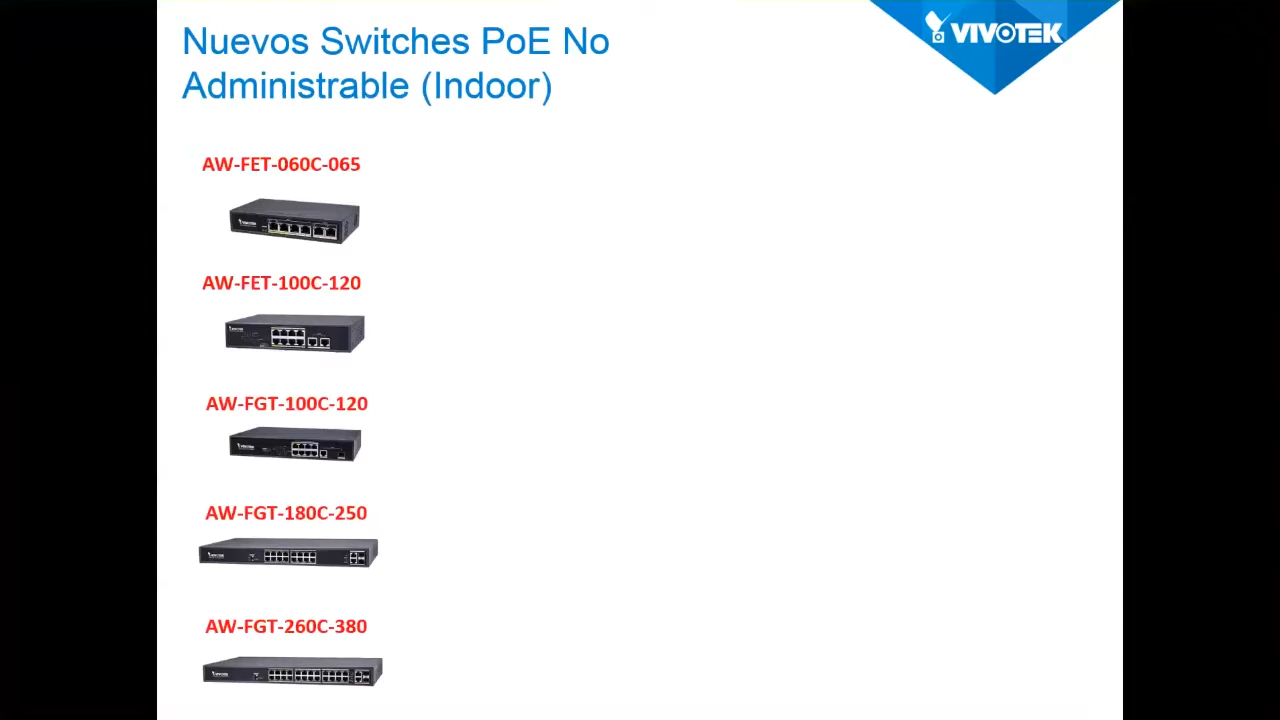 Nuevos Switches PoE No
Administrable (Indoor)
VIVOTEK
AW-FET-060C-065
AW-FET-100C-120
AW-FGT-100C-120
AW-FGT-180C-250
AW-FGT-260C-380